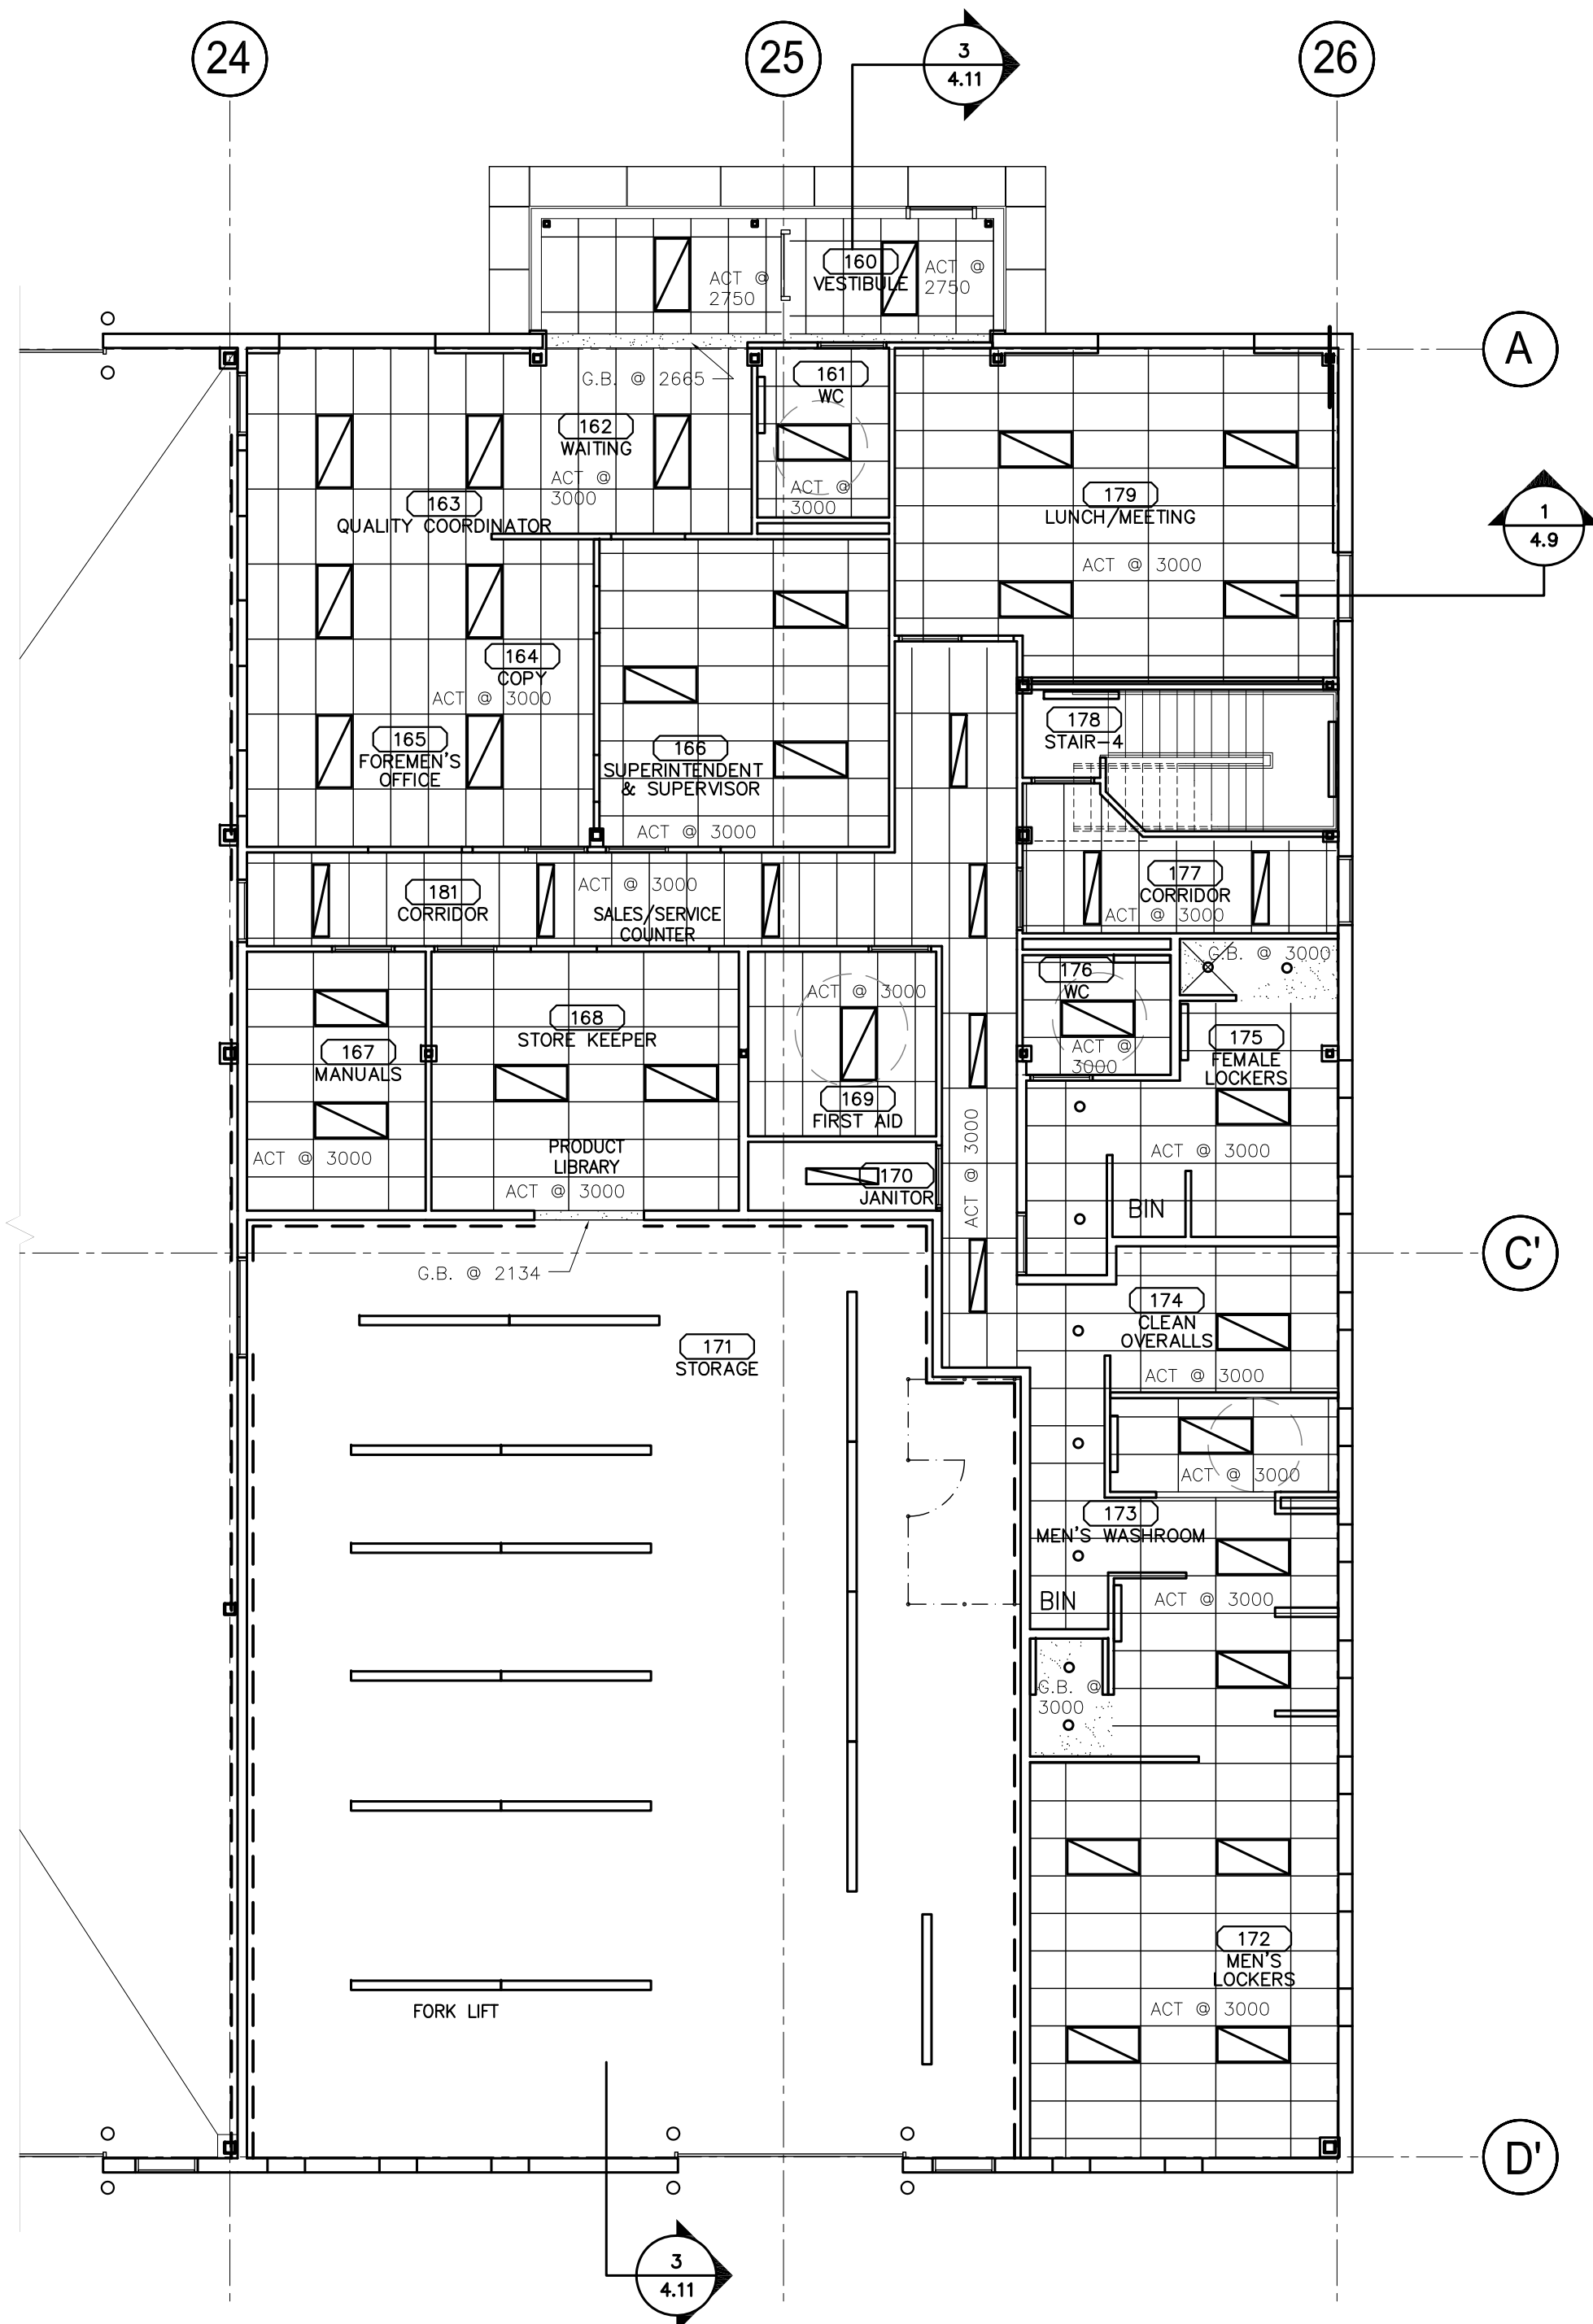 24
25
26
3
4.11
160
VESTIBULE
ACT @
2750
ACT @
2750
A
G.B. @ 2665
161
WC
ACT @
3000
162
WAITING
ACT @
3000
163
QUALITY COORDINATOR
179
LUNCH/MEETING
ACT @ 3000
1
4.9
164
COPY
ACT @ 3000
165
FOREMEN'S
OFFICE
166
SUPERINTENDENT
& SUPERVISOR
ACT @ 3000
178
STAIR-4
181
CORRIDOR
ACT @ 3000
SALES/SERVICE
COUNTER
177
CORRIDOR
ACT @ 3000
G.B. @ 3000
176
WC
ACT @
3000
175
FEMALE
LOCKERS
ACT @ 3000
167
MANUALS
ACT @ 3000
168
STORE KEEPER
PRODUCT
LIBRARY
ACT @ 3000
ACT @ 3000
169
FIRST AID
170
JANITOR
ACT @ 3000
BIN
C'
G.B. @ 2134
171
STORAGE
174
CLEAN
OVERALLS
ACT @ 3000
ACT @ 3000
173
MEN'S WASHROOM
BIN
ACT @ 3000
G.B. @
3000
172
MEN'S
LOCKERS
ACT @ 3000
FORK LIFT
D'
3
4.11